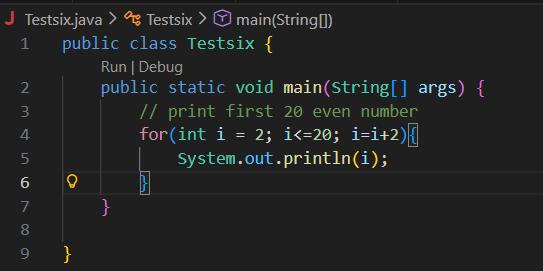 J Testsix.java > Testsix > main(String[])
1 public class Testsix {
Run | Debug
2 public static void main(String[] args) {
3 // print first 20 even number
4 for(int i = 2; i<=20; i=i+2){
5 System.out.println(i);
6 }
7 }
8
9 }